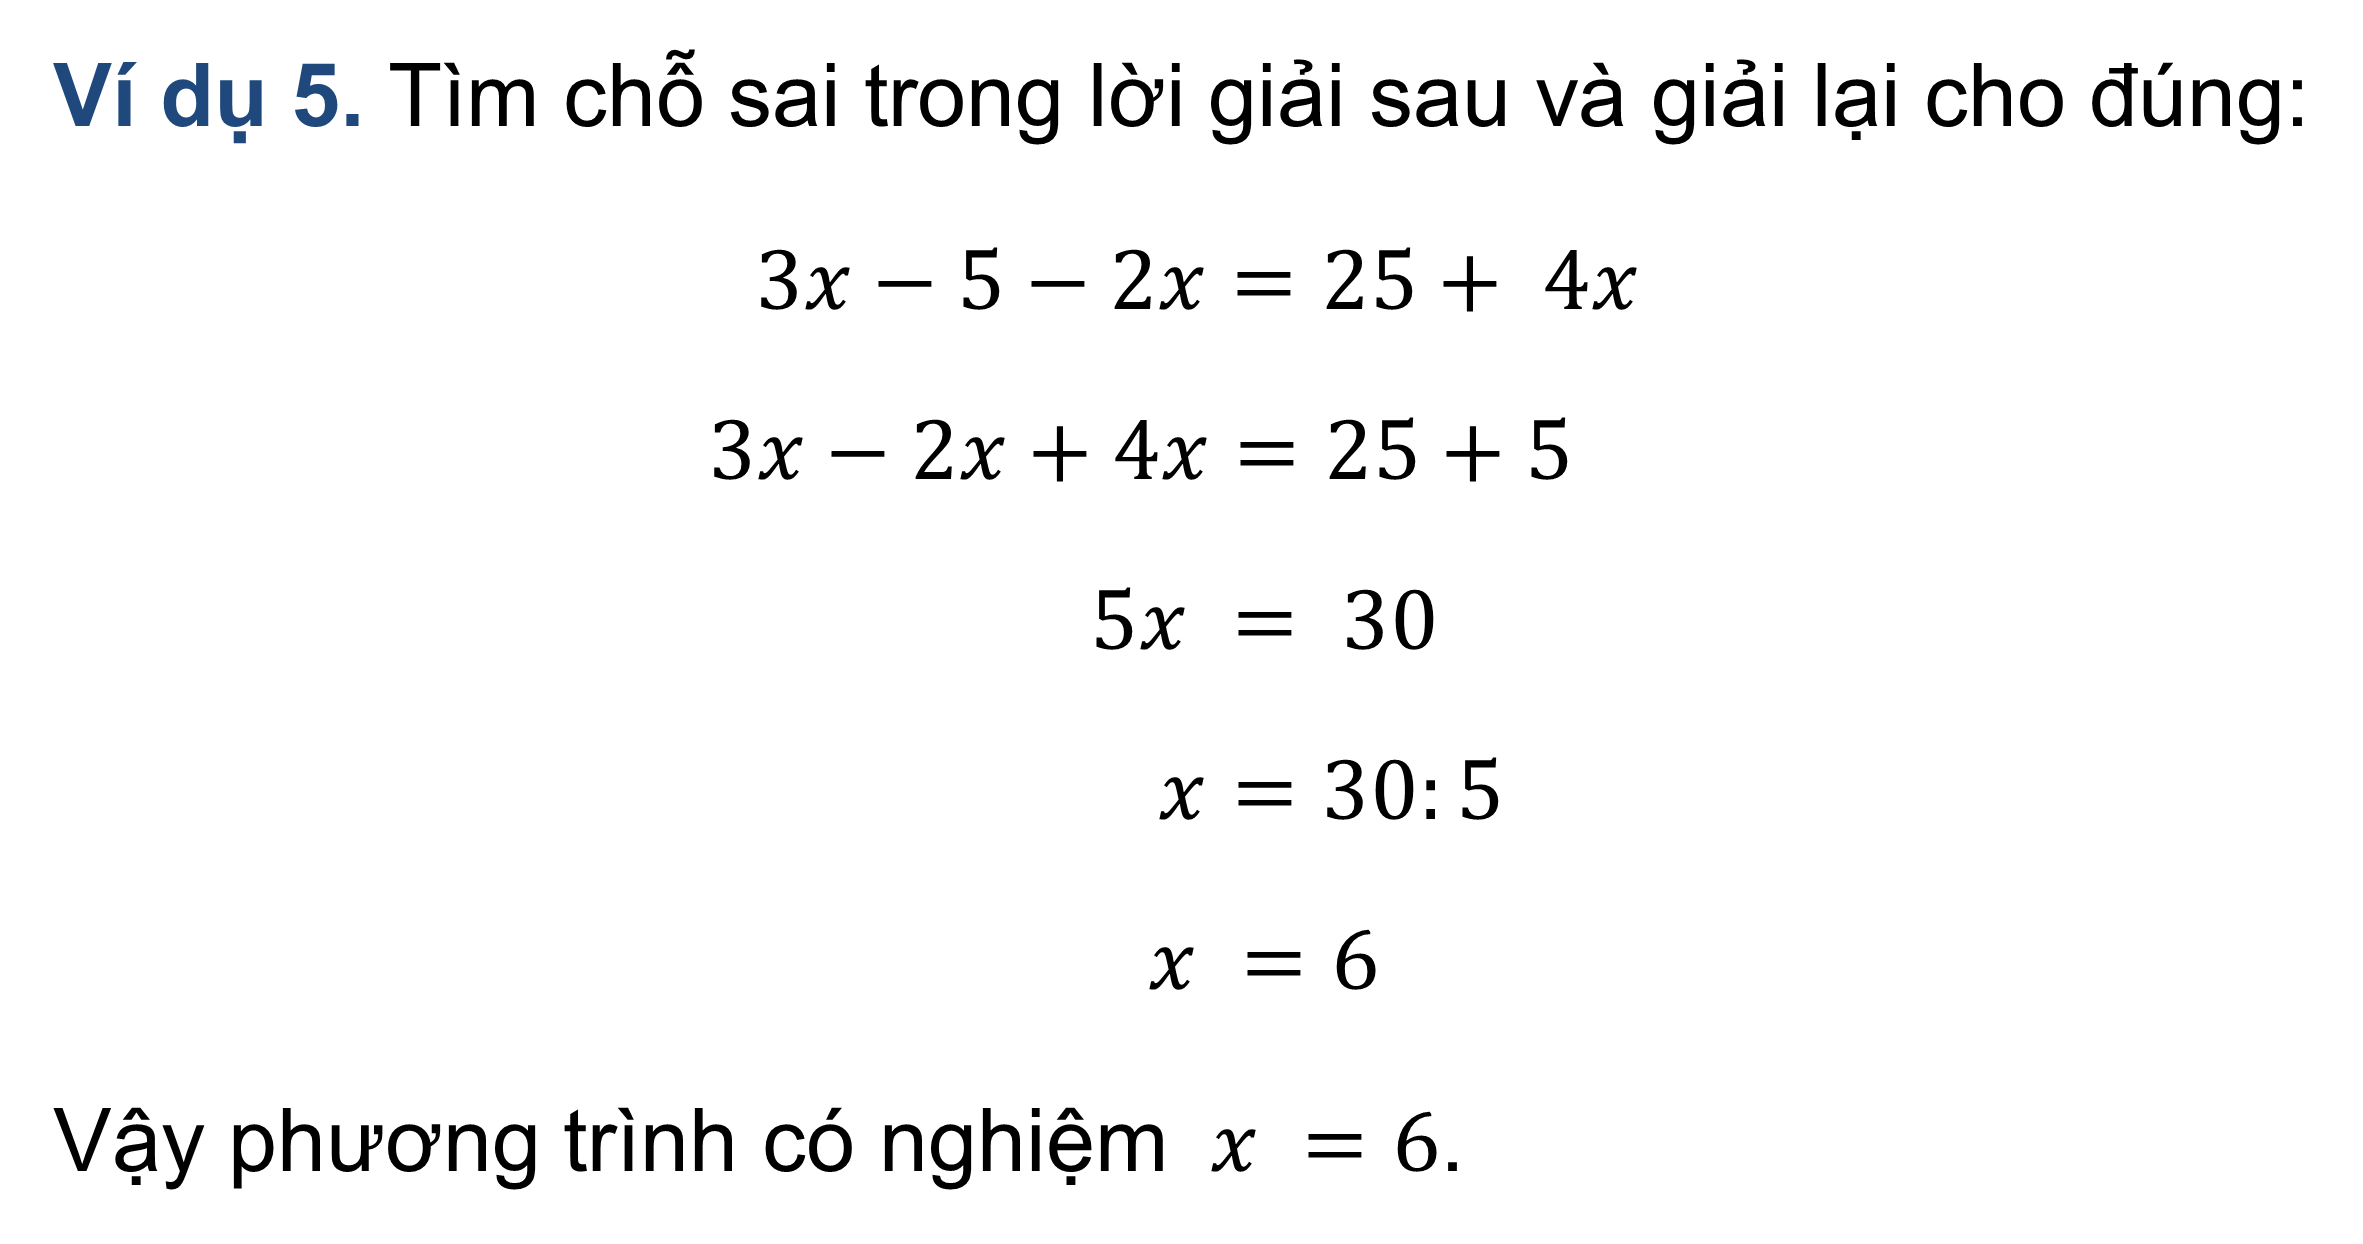 Ví dụ 5. Tìm chỗ sai trong lời giải sau và giải lại cho đúng:
3x − 5 − 2x = 25 + 4x
3x − 2x + 4x = 25 + 5
5x = 30
x = 30: 5
x = 6
Vậy phương trình có nghiệm x = 6.